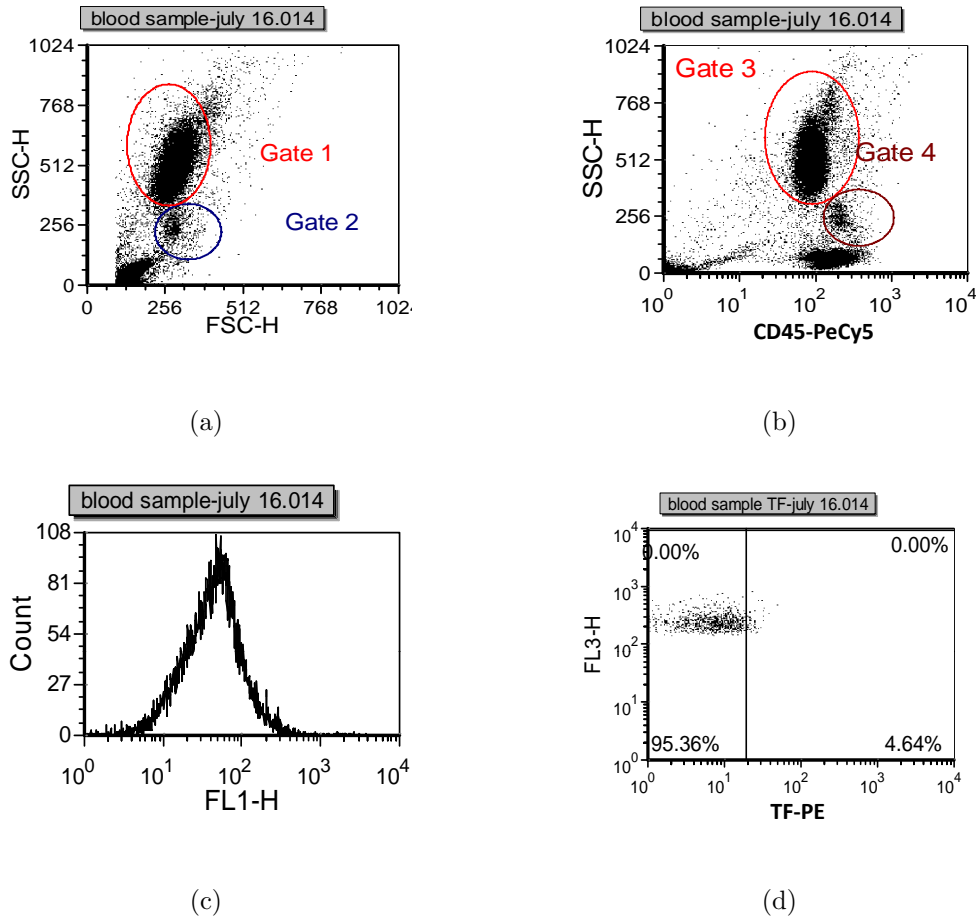 blood sample-july 16.014
1024
768
512
256
0
SSC-H
Gate 1
Gate 2
0 256 512 768 1024
FSC-H
(a)
blood sample-july 16.014
1024
768
512
256
0
SSC-H
Gate 3
Gate 4
10^0 10^1 10^2 10^3 10^4
CD45-PeCy5
(b)
blood sample-july 16.014
108
81
54
27
0
Count
10^0 10^1 10^2 10^3 10^4
FL1-H
(c)
blood sample TF-july 16.014
10^4
10^3
10^2
10^1
10^0
FL3-H
0.00% 0.00%
95.36% 4.64%
10^0 10^1 10^2 10^3 10^4
TF-PE
(d)